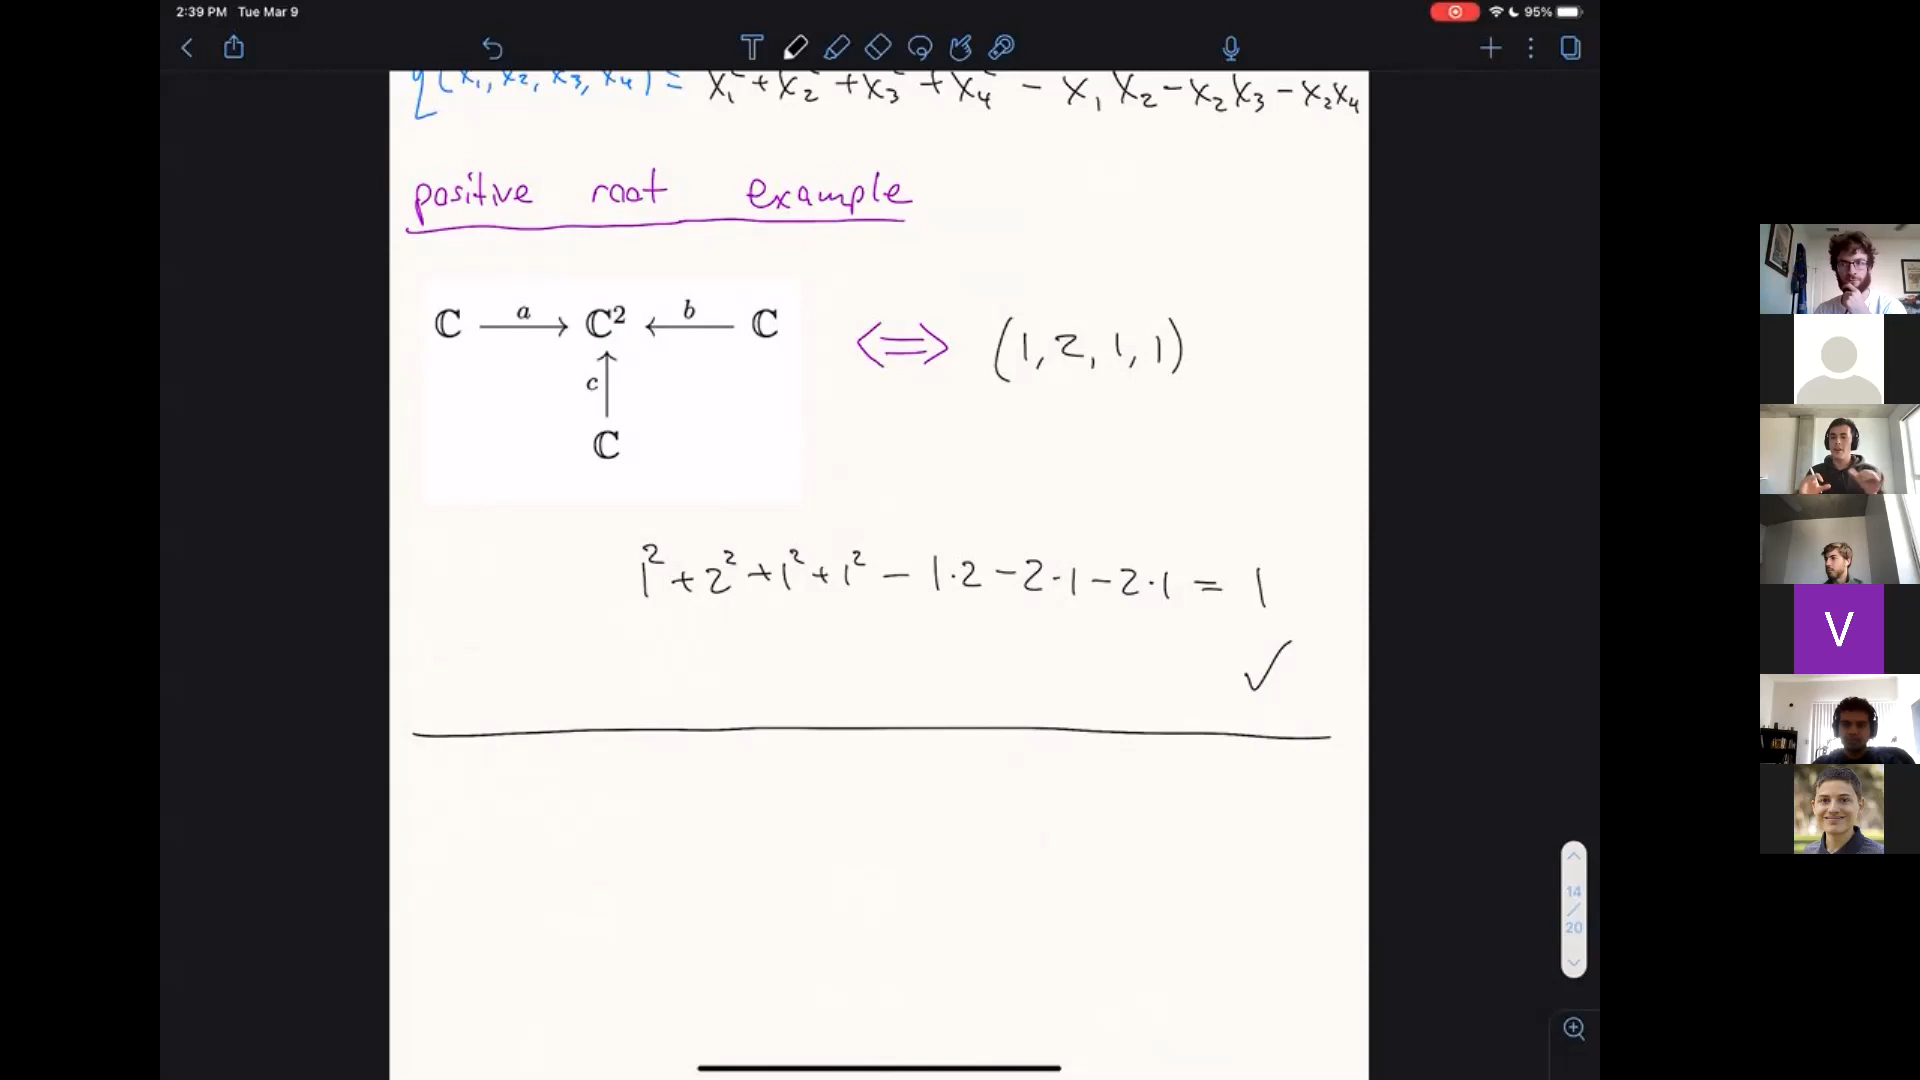 2:39 PM Tue Mar 9
95%
T
q(x₁, x₂, x₃, x₄) = x₁² + x₂² + x₃² + x₄² - x₁x₂ - x₂x₃ - x₂x₄
positive root example
ℂ a ℂ² b ℂ
c
ℂ
⟺ (1, 2, 1, 1)
1² + 2² + 1² + 1² - 1·2 - 2·1 - 2·1 = 1
✓
V
14
/
20